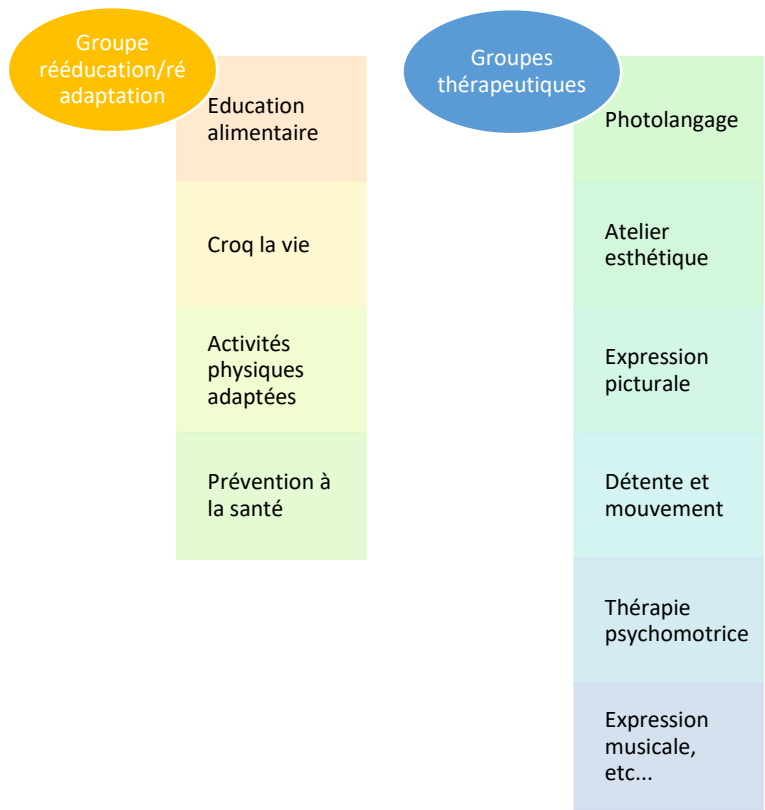 Groupe
rééducation/ré
adaptation
Education
alimentaire
Croq la vie
Activités
physiques
adaptées
Prévention à
la santé
Groupes
thérapeutiques
Photolangage
Atelier
esthétique
Expression
picturale
Détente et
mouvement
Thérapie
psychomotrice
Expression
musicale,
etc...